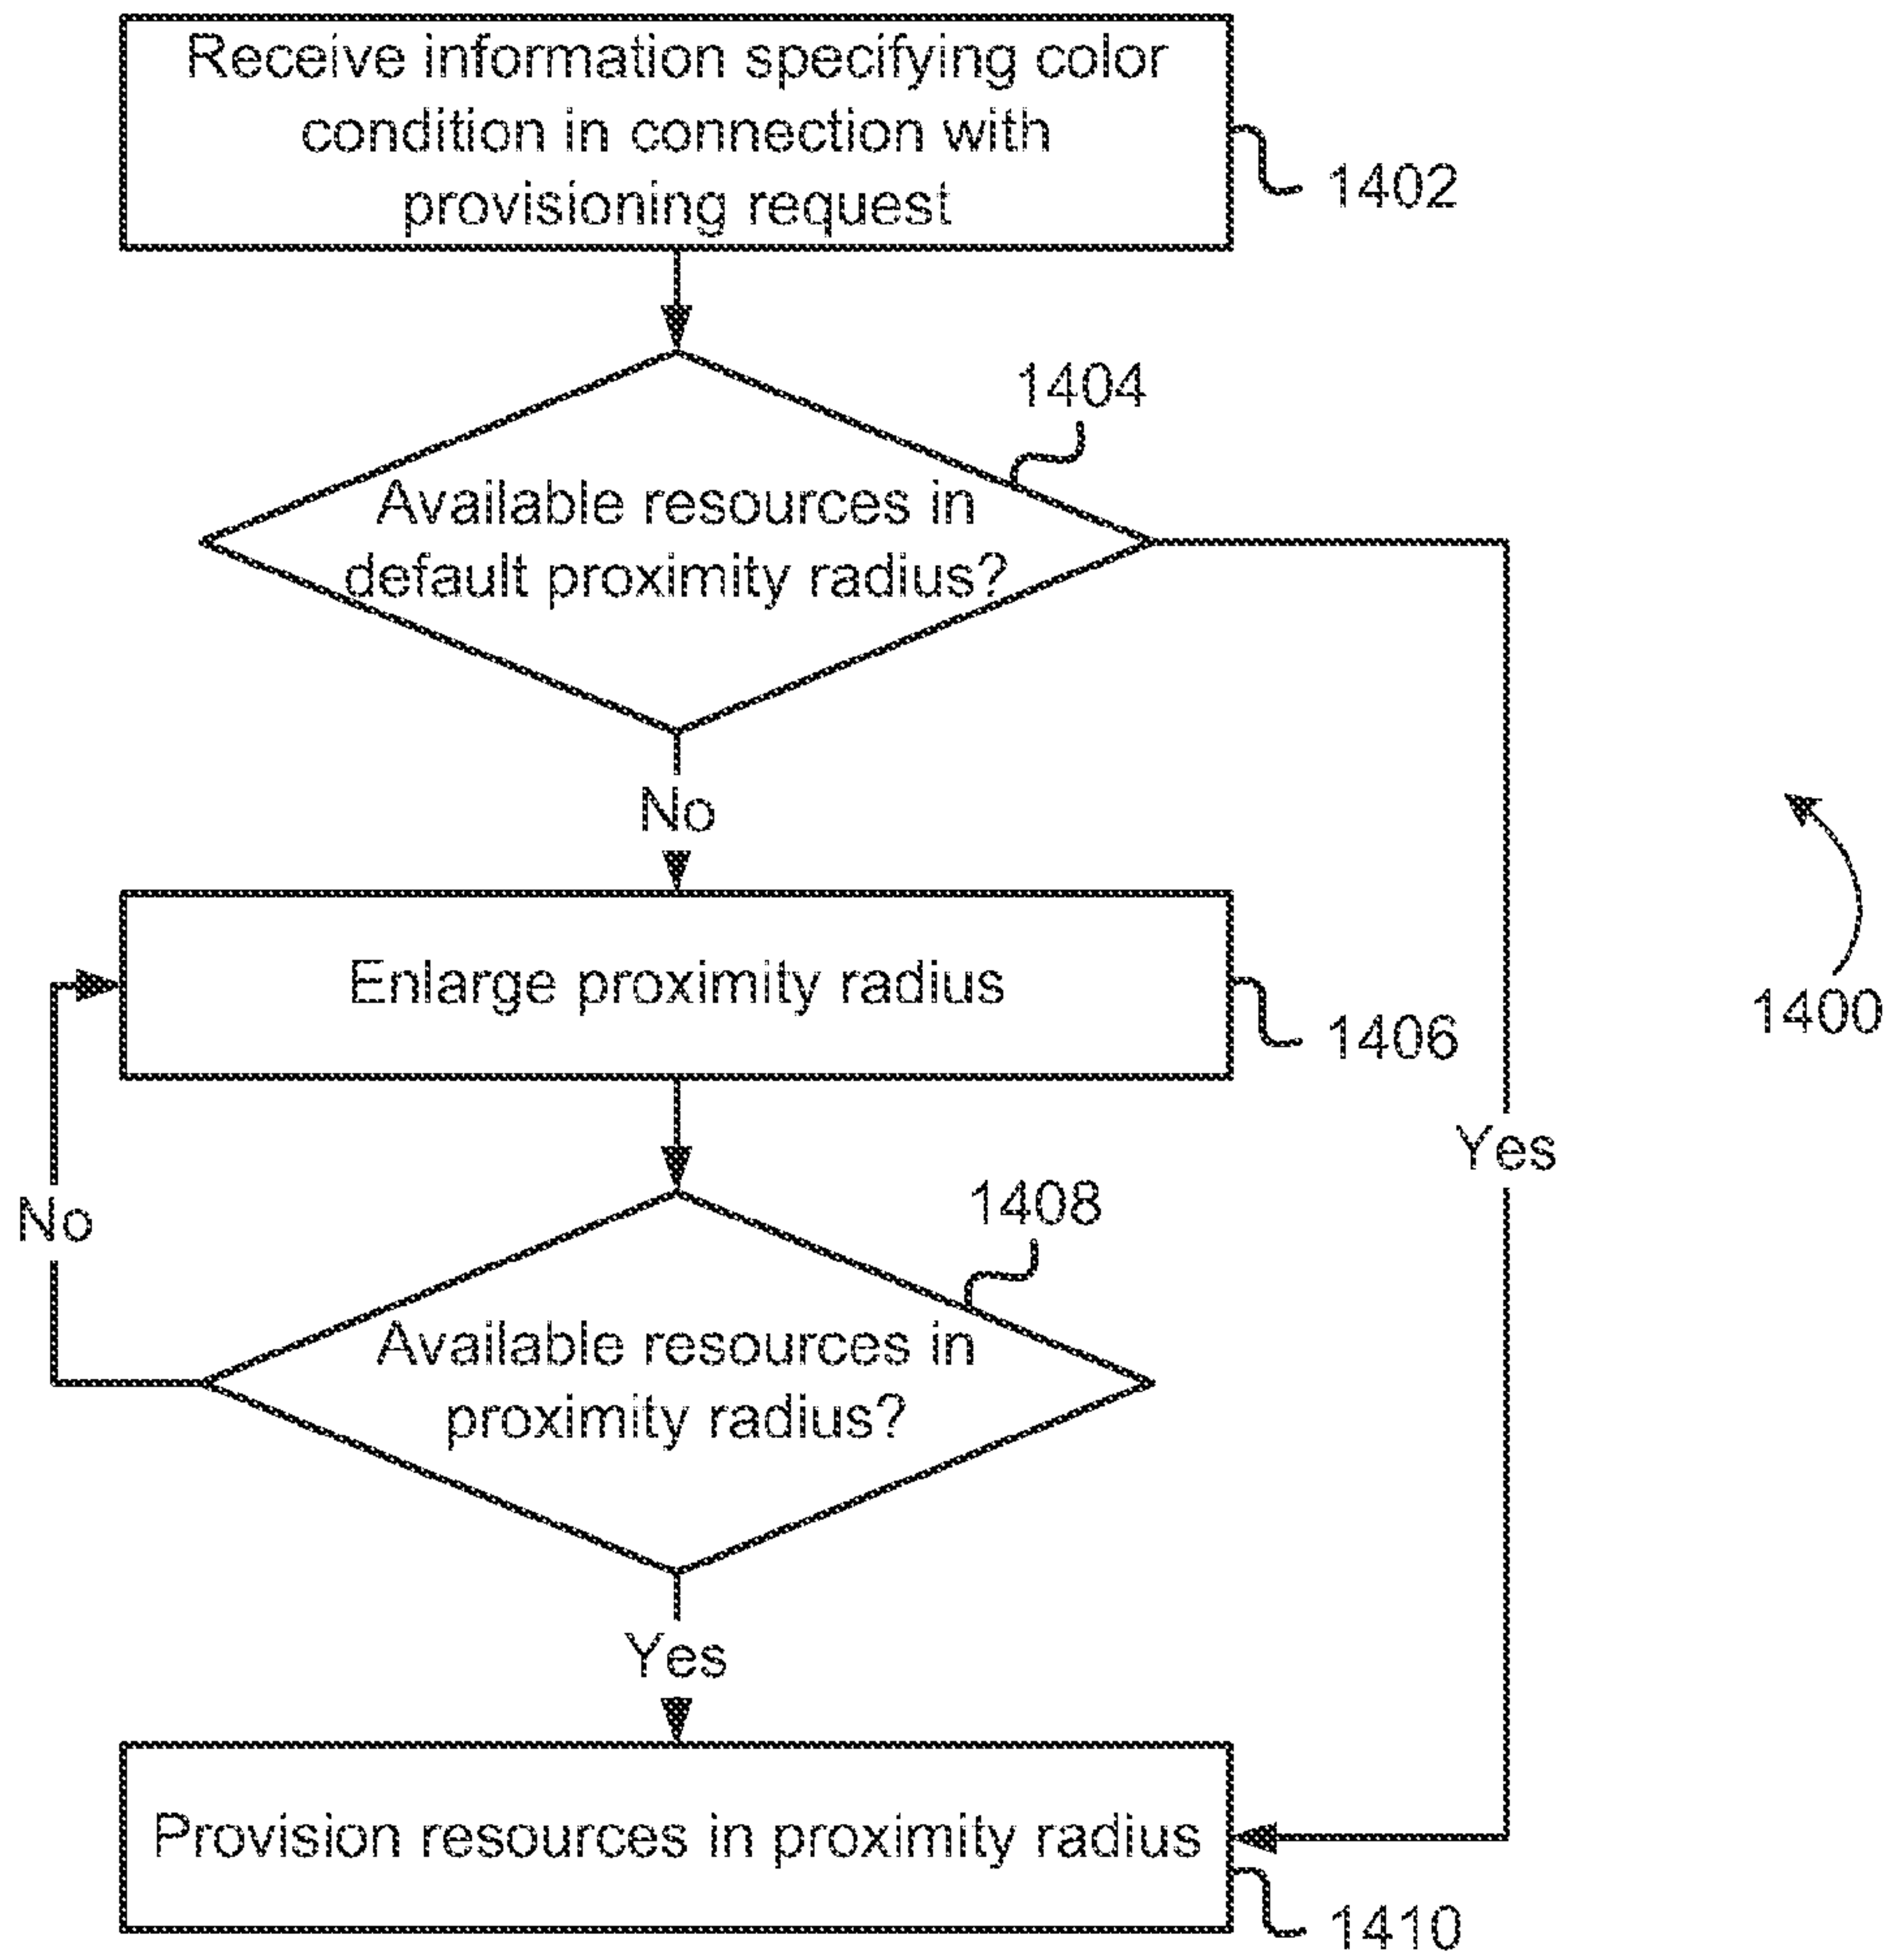 Receive information specifying color
condition in connection with
provisioning request
1402
1404
Available resources in
default proximity radius?
No
Enlarge proximity radius
1406
1400
Yes
No
1408
Available resources in
proximity radius?
Yes
Provision resources in proximity radius
1410